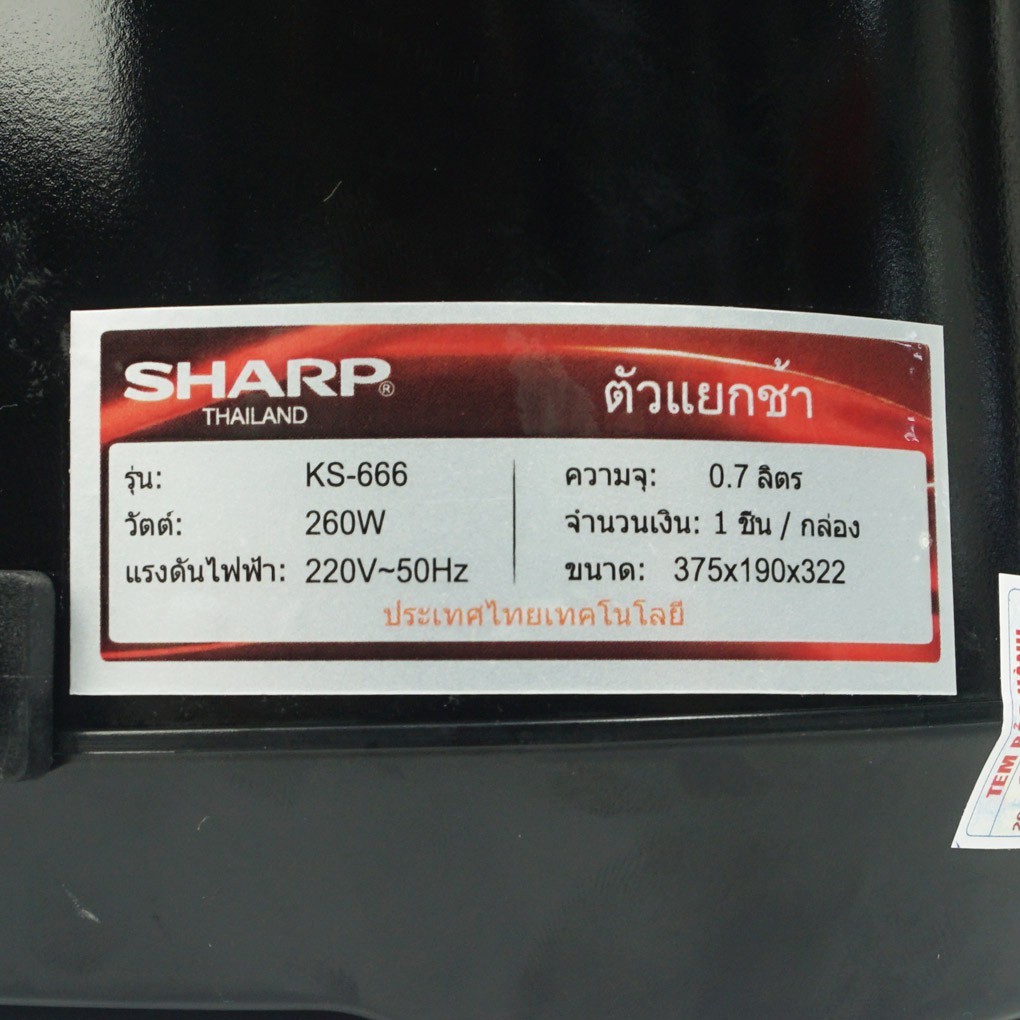 SHARP®
THAILAND
ตัวแยกช้า
รุ่น: KS-666
วัตต์: 260W
แรงดันไฟฟ้า: 220V~50Hz
ความจุ: 0.7 ลิตร
จำนวนเงิน: 1 ชิ้น / กล่อง
ขนาด: 375x190x322
ประเทศไทยเทคโนโลยี
TEM